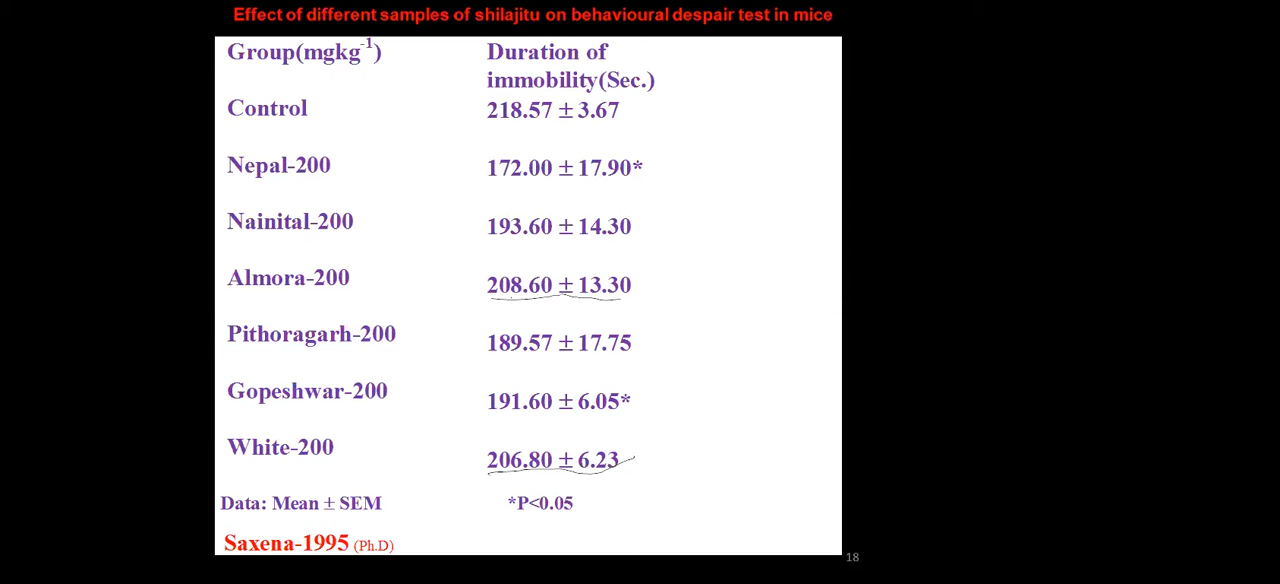 Effect of different samples of shilajitu on behavioural despair test in mice
Group(mgkg-1) Duration of
immobility(Sec.)
Control 218.57 ± 3.67
Nepal-200 172.00 ± 17.90*
Nainital-200 193.60 ± 14.30
Almora-200 208.60 ± 13.30
Pithoragarh-200 189.57 ± 17.75
Gopeshwar-200 191.60 ± 6.05*
White-200 206.80 ± 6.23
Data: Mean ± SEM *P<0.05
Saxena-1995 (Ph.D)
18